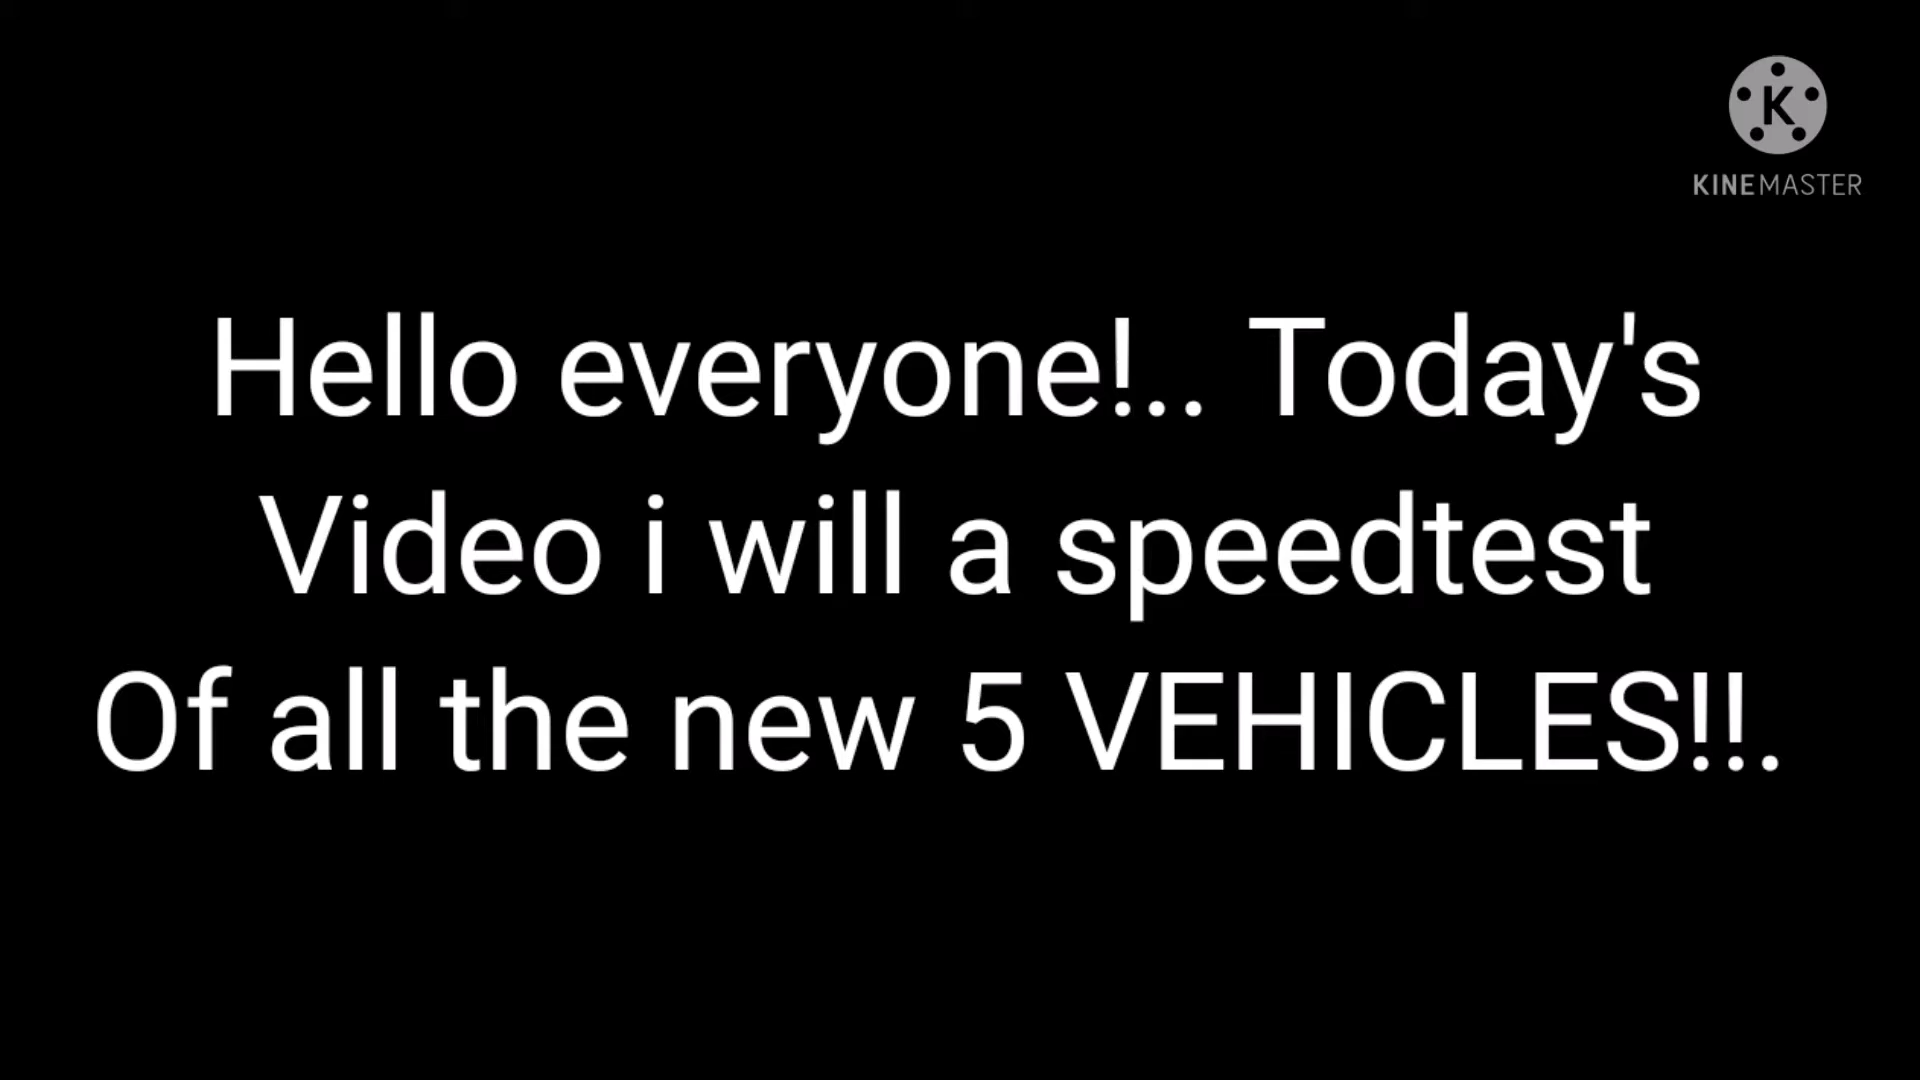 K
KINEMASTER
Hello everyone!.. Today's
Video i will a speedtest
Of all the new 5 VEHICLES!!.